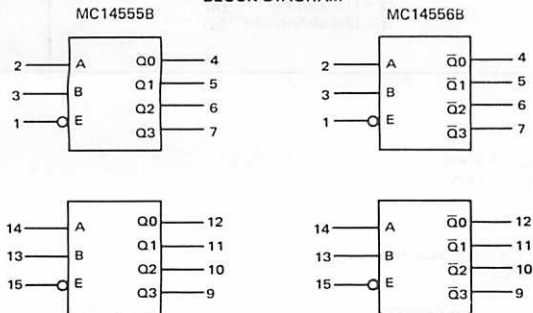 BLOCK DIAGRAM
MC14555B
MC14556B
2 A Q0 4
3 B Q1 5
1 E Q2 6
Q3 7
2 A Q̅0 4
3 B Q̅1 5
1 E Q̅2 6
Q̅3 7
14 A Q0 12
13 B Q1 11
15 E Q2 10
Q3 9
14 A Q̅0 12
13 B Q̅1 11
15 E Q̅2 10
Q̅3 9